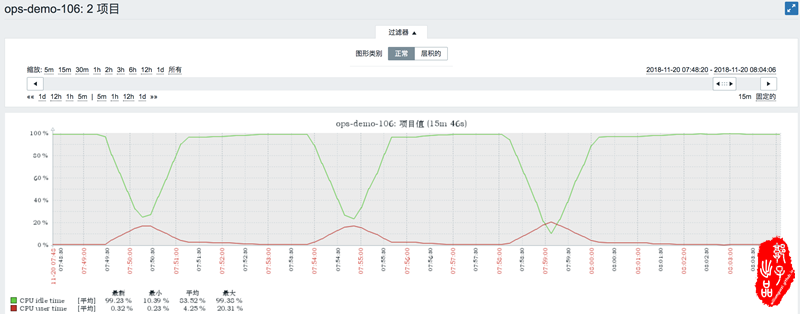 ops-demo-106: 2 项目
过滤器 ▲
图形类别 正常 层积的
缩放: 5m 15m 30m 1h 2h 3h 6h 12h 1d 所有
2018-11-20 07:48:20 - 2018-11-20 08:04:06
«« 1d 12h 1h 5m | 5m 1h 12h 1d »»
15m 固定的
ops-demo-106: 项目值 (15m 46s)
100 %
80 %
60 %
40 %
20 %
0 %
11-20 07:48 07:48:30 07:49:00 07:49:30 07:50:00 07:50:30 07:51:00 07:51:30 07:52:00 07:52:30 07:53:00 07:53:30 07:54:00 07:54:30 07:55:00 07:55:30 07:56:00 07:56:30 07:57:00 07:57:30 07:58:00 07:58:30 07:59:00 07:59:30 08:00:00 08:00:30 08:01:00 08:01:30 08:02:00 08:02:30 08:03:00 08:03:30
最新 最小 平均 最大
CPU idle time [平均] 99.23 % 10.39 % 83.52 % 99.38 %
CPU user time [平均] 0.32 % 0.23 % 4.25 % 20.31 %
郭子出品